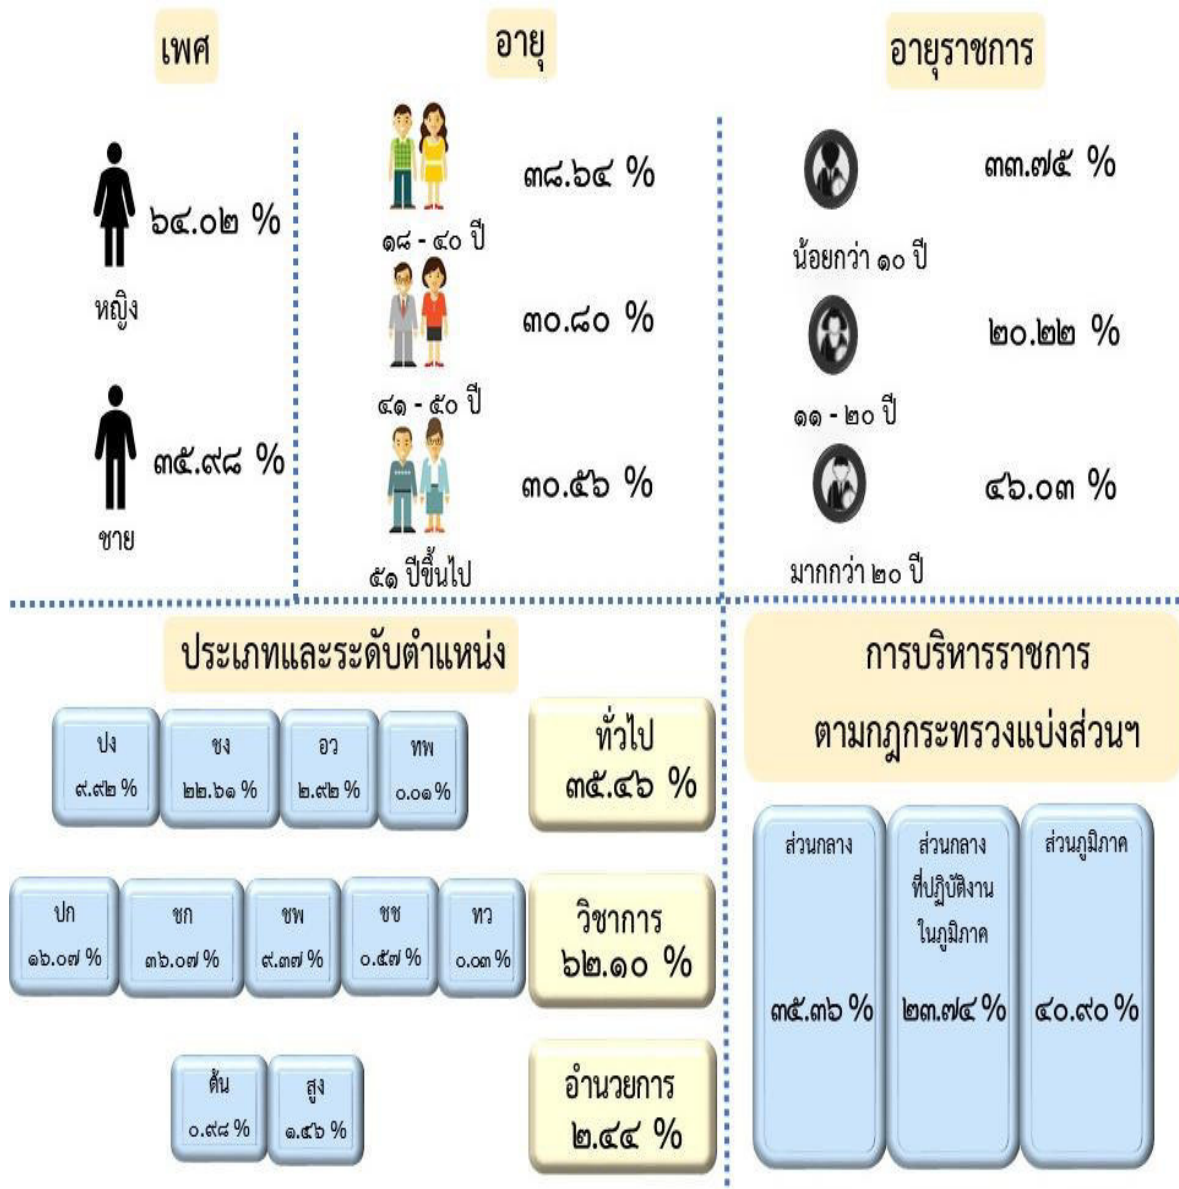 เพศ
๖๔.๐๒ %
หญิง
๓๕.๙๘ %
ชาย
อายุ
๓๘.๖๔ %
๑๘ - ๔๐ ปี
๓๐.๘๐ %
๔๑ - ๕๐ ปี
๓๐.๕๖ %
๕๑ ปีขึ้นไป
อายุราชการ
๓๓.๗๕ %
น้อยกว่า ๑๐ ปี
๒๐.๒๒ %
๑๑ - ๒๐ ปี
๔๖.๐๓ %
มากกว่า ๒๐ ปี
ประเภทและระดับตำแหน่ง
ปง
๙.๙๒ %
ชง
๒๒.๖๑ %
อว
๒.๙๒ %
ทพ
๐.๐๑ %
ทั่วไป
๓๕.๔๖ %
ปก
๑๖.๐๗ %
ชก
๓๖.๐๗ %
ชพ
๙.๓๗ %
ชช
๐.๕๗ %
ทว
๐.๐๓ %
วิชาการ
๖๒.๑๐ %
ต้น
๐.๙๘ %
สูง
๑.๕๖ %
อำนวยการ
๒.๔๔ %
การบริหารราชการ
ตามกฎกระทรวงแบ่งส่วนฯ
ส่วนกลาง
๓๕.๓๖ %
ส่วนกลาง
ที่ปฏิบัติงาน
ในภูมิภาค
๒๓.๗๔ %
ส่วนภูมิภาค
๔๐.๙๐ %